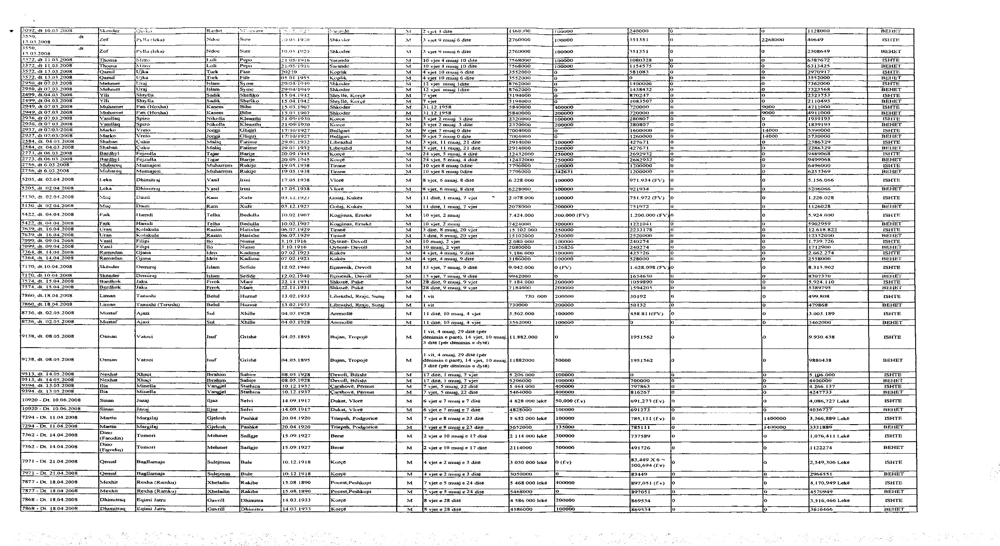 3092, dt 10.03 2008 Skender Rushit M 2 vjet 4 dite 100000 240000 0 0 1128000 BEHET
3550, dt 13.03.2008 Zef Pylla (leka) Ndoc Sute 10.03.1920 Shkoder M 3 vjet 9 muaj 6 dite 2760000 100000 351351 0 2268000 40649 ISHTE
3550, dt 13 03.2008 Zef Pylla (leka) Ndoc Sute 10.03 1920 Shkoder M 3 vjet 9 muaj 6 dite 2760000 100000 351351 0 0 2308649 BEHET
3372, dt 11.03.2008 Thoma Mitro Loli Pepo 21/05/1916 Sarande M 10 vjet 4 muaj 10 dite 7568000 100000 1080328 0 0 6387672 ISHTE
3372, dt 11.03.2008 Thoma Mitro Loli Pepo 21/05/1916 Sarande M 10 vjet 4 muaj 10 dite 7568000 100000 1154575 0 0 6313425 BEHET
3572, dt 13.03.2008 Qamil Ujka Turk Fize 20210 Koplik M 4 vjet 10 muaj 6 dite 3552000 0 581083 0 0 2970917 ISHTE
3572, dt 13.03.2008 Qamil Ujka Turk Fife 05 01.1955 Koplik M 4 vjet 10 muaj 6 dite 3552000 0 0 0 0 3552000 BEHET
2950, dt 07.03.2008 Mehmet Uraj Islam Syme 29/04/1949 Shkoder M 12 vjet muaj 1dite 8762000 0 1400000 0 0 7362000 ISHTE
2950, dt 07.03.2008 Mehmet Uraj Islam Syme 29/04/1949 Shkoder M 12 vjet muaj 1dite 8762000 0 1438432 0 0 7323568 BEHET
2499, dt.04.03 2008 Ylli Shtylla Sadik Shefiko 15 04.1942 Shtyllë, Korçë M 7 vjet 3194000 0 870247 0 0 2323753 ISHTE
2499, dt.04.03 2008 Ylli Shtylla Sadik Shefiko 15.04.1942 Shtyllë, Korçë M 7 vjet 3194000 0 1083507 0 0 2110493 BEHET
2949, dt 07.03.2008 Muhamet Fati (Hoxha) Kasem Bibe 15.03.1907 Shkoder M 31.12.1958 5840000 400000 720000 0 9000 4711000 ISHTE
2949, dt 07.03.2008 Muhamet Fati (Hoxha) Kasem Bibe 15.03.1907 Shkoder M 31.12.1958 5840000 200000 720000 0 9000 4911000 BEHET
2936, dt 07.03.2008 Vasillaq Spiro Nikolla Kleanthi 21/09/1930 Korce M 3 vjet 2 muaj 3 dite 2320000 100000 280807 0 0 1939193 ISHTE
2936, dt 07.03.2008 Vasillaq Spiro Nikolla Kleanthi 21/09/1930 Korce M 3 vjet 2 muaj 3 dite 2320000 200000 280807 0 0 1839193 BEHET
2937, dt 07/03/2008 Marko Vreto Jorgji Gliqiri 17/10/1927 Bullgari M 9 vjet 7 muaj 0 dite 7004000 0 1600000 0 14000 5390000 ISHTE
2937, dt 07/03/2008 Marko Vreto Jorgji Gliqiri 17/10/1927 Bullgari M 9 vjet 7 muaj 0 dite 7004000 0 1260000 0 14000 5730000 BEHET
2584, dt. 04.03.2008 Shaban Çuku Maliq Fatime 29.01.1932 Librazhd M 3 vjet, 11 muaj, 21 ditë 2914000 100000 427671 0 0 2386329 ISHTE
2584, dt. 04.03.2008 Shaban Çuku Maliq Fatime 29.01.1932 Librazhd M 3 vjet, 11 muaj, 21 ditë 2914000 200000 427671 0 0 2286329 BEHET
2773, dt 06.03.2008 Bardhyl Fejzulla Tajar Barije 20.09.1945 Korçë M 24 vjet, 5 muaj, 4 ditë 12432000 250000 2692932 0 0 9489068 ISHTE
2773, dt.06.03.2008 Bardhyl Fejzulla Tajar Barije 20.09.1945 Korçë M 24 vjet, 5 muaj, 4 ditë 12432000 250000 2682932 0 0 9499068 BEHET
2756, dt 6.03.2008 Mubareq Mumajesi Muharrem Rukije 19.05.1938 Tirane M 10 vjet 8 muaj 0dite 7796000 100000 1200000 0 0 6496000 ISHTE
2756, dt 6.03.2008 Mubareq Mumajesi Muharrem Rukije 19.05.1938 Tirane M 10 vjet 8 muaj 0dite 7796000 342631 1200000 0 0 6253369 BEHET
5205, dt. 02.04.2008 Leka Dhimitraj Vasil Irini 17.05.1938 Vlorë M 8 vjet, 6 muaj, 8 ditë 6.228.000 100000 971.934 (FV) 0 0 5.156.066 ISHTE
5205, dt. 02.04.2008 Leka Dhimitraj Vasil Irini 17.05.1938 Vlorë M 8 vjet, 6 muaj, 8 ditë 6228000 100000 921934 0 0 5206066 BEHET
5130, dt. 02.04.2008 Muç Dauti Ram Xufe 03.12.1927 Golaj, Kukës M 11 ditë, 1 muaj, 7 vjet 2.078.000 100000 751.972 (FV) 0 0 1.226.028 ISHTE
5130, dt. 02.04.2008 Muç Dauti Ram Xufe 03.12.1927 Golaj, Kukës M 11 ditë, 1 muaj, 7 vjet 2078000 200000 751972 0 0 1126028 BEHET
5422, dt. 04.04.2008 Faik Hamdi Telha Bedulla 10.02.1907 Kogjinas, Ersekë M 10 vjet, 2 muaj 7.424.000 300.000 (FV) 1.200.000 (FV) 0 0 5.924.000 ISHTE
5422, dt. 04.04.2008 Faik Hamdi Telha Bedulla 10.02.1907 Kogjinas, Ersekë M 10 vjet, 2 muaj 7424000 300000 1221041 0 0 5902959 BEHET
7639, dt. 16.04.2008 Uran Kolakula Rasim Hatixhe 06.07.1929 Tiranë M 3 ditë, 8 muaj, 20 vjet 15.102.000 250000 2233178 0 0 12.618.822 ISHTE
7639, dt. 16.04.2008 Uran Kolakula Rasim Hatixhe 06.07.1929 Tiranë M 3 ditë, 8 muaj, 20 vjet 15102000 250000 2520000 0 0 12332000 BEHET
7099, dt. 09.04.2008 Vasil Filipi Ilo Nume 3.10.1916 Qytezë- Devoll M 10 muaj, 2 vjet 2.080.000 100000 240274 0 0 1.739.726 ISHTE
7099, dt. 09.04.2008 Vasil Filipi Ilo Nume 3.10.1916 Qytezë- Devoll M 10 muaj, 2 vjet 2080000 126826 240274 0 0 1712900 BEHET
7364, dt. 14.04.2008 Ramadan Gjana Idris Kadime 07.02.1923 Kukës M 4 vjet, 4 muaj, 9 ditë 3.186.000 100000 423726 0 0 2.662.274 ISHTE
7364, dt. 14.04.2008 Ramadan Gjana Idris Kadime 07.02.1923 Kukës M 4 vjet, 4 muaj, 9 ditë 3186000 100000 528000 0 0 2558000 BEHET
7170, dt.10.04.2008 Skënder Demiraj Islam Sefide 12.02.1940 Eçmenik, Devoll M 13 vjet, 7 muaj, 9 ditë 9.942.000 0 (FV) 1.628.098 (FV) 0 0 8.313.902 ISHTE
7170, dt.10 04.2008 Skënder Demiraj Islam Sefide 12.02.1940 Eçmenik, Devoll M 13 vjet, 7 muaj, 9 ditë 9942000 0 1634630 0 0 8307370 BEHET
7574, dt. 15.04.2008 Bardhok Jaku Frrok Marë 22.11.1931 Shkozë, Pukë M 28 ditë, 9 muaj, 9 vjet 7.184.000 200000 1059890 0 0 5.924.110 ISHTE
7574, dt. 15.04.2008 Bardhok Jaku Frrok Marë 22.11.1931 Shkozë, Pukë M 28 ditë, 9 muaj, 9 vjet 7184000 200000 1594205 0 0 5389795 BEHET
7860, dt.18.04.2008 Liman Tanushi Belul Hurmë 13.02.1933 Librazhd, Rrajc, Sutaj M 1 vit 730. 000 200000 30192 0 0 499.808 ISHTE
7860, dt.18.04.2008 Liman Tanushi (Tarushi) Belul Hurmë 13.02.1933 Librazhd, Rrajc, Sutaj M 1 vit 730000 200000 50132 0 0 479868 BEHET
8736, dt. 02.05.2008 Mustaf Ajazi Sul Xhille 04.03.1928 Arrmollë M 11 ditë, 10 muaj, 4 vjet 3.562.000 100000 458.811(FV) 0 0 3.003.189 ISHTE
8736, dt. 02.05.2008 Mustaf Ajazi Sul Xhille 04.03.1928 Arrmollë M 11 ditë, 10 muaj, 4 vjet 3562000 100000 0 0 0 3462000 BEHET
1 vit, 4 muaj, 29 ditë (për
9138, dt. 08.05.2008 Osman Vatoci Isuf Grishë 04.05.1895 Bujan, Tropojë M dënimin e parë), 14 vjet, 10 muaj, 11.882.000 0 1951562 0 0 9.930.438 ISHTE
3 ditë (për dënimin e dytë)
1 vit, 4 muaj, 29 ditë (për
9138, dt. 08.05.2008 Osman Vatoci Isuf Grishë 04.05.1895 Bujan, Tropojë M dënimin e parë), 14 vjet, 10 muaj, 11882000 50000 1951562 0 0 9880438 BEHET
3 ditë (për dënimin e dytë)
9513, dt. 14.05.2008 Nexhat Xhaçi Ibrahim Sabire 08.05.1928 Devoll, Bilisht M 17 ditë, 1 muaj, 7 vjet 5.206.000 100000 0 0 0 5.106.000 ISHTE
9513, dt. 14 05.2008 Nexhat Xhaçi Ibrahim Sabire 08.05.1928 Devoll, Bilisht M 17 ditë, 1 muaj, 7 vjet 5206000 100000 700000 0 0 4406000 BEHET
9394. dt. 13.05.2008 Ilia Minella Vangjel Stathica 10.12.1937 Çarshovë, Përmet M 7 vjet, 5 muaj, 22 ditë 5.464.000 400000 797863 0 0 4.266.137 ISHTE
9394. dt. 13.05.2008 Ilia Minella Vangjel Stathica 10.12.1937 Çarshovë, Përmet M 7 vjet, 5 muaj, 22 ditë 5464000 400000 816267 0 0 4247733 BEHET
10920 - Dt. 10.06.2008 Sinan Jazaj Iljaz Selvi 14.09.1917 Dukat, Vlorë M 6 vjet e 7 muaj e 7 ditë 4 828 000 lekë 50,000 (f.v) 691,273 (f.v) 0 0 4,086,727 Lekë ISHTE
10920 - Dt. 10.06.2008 Sinan Jazaj Iljaz Selvi 14.09.1917 Dukat, Vlorë M 6 vjet e 7 muaj e 7 ditë 4828000 100000 691273 0 0 4036727 BEHET
7294 - Dt. 11.04.2008 Martin Margilaj Gjelosh Pashkë 20.04.1920 Triepsh, Podgoricë M 7 vjet e 8 muaj e 23 ditë 5 652 000 lekë 100000 785,111 (f.v) 0 1400000 3,366,889 Lekë ISHTE
7294 - Dt. 11.04.2008 Martin Margilaj Gjelosh Pashkë 20.04.1920 Triepsh, Podgoricë M 7 vjet e 8 muaj e 23 ditë 5652000 135000 785111 0 1400000 3331889 BEHET
7362 - Dt. 14.04.2008 Dino (Farodin) Tomori Mehmet Safigje 15.09.1927 Berat M 2 vjet e 10 muaj e 17 ditë 2 114 000 lekë 300000 737589 0 0 1,076,411 Lekë ISHTE
7362 - Dt. 14.04.2008 Dino (Farodin) Tomori Mehmet Safigje 15.09.1927 Berat M 2 vjet e 10 muaj e 17 ditë 2114000 500000 491726 0 0 1122274 BEHET
7971 - Dt. 21.04.2008 Qemal Bagllamaja Sulejman Bale 10.12.1918 Korçë M 4 vjet e 2 muaj e 3 ditë 3 050 000 lekë 0 (f.v) 83,449 X 6 = 500,694 (f.v) 0 0 2,549,306 Lekë ISHTE
7971 - Dt. 21.04.2008 Qemal Bagllamaja Sulejman Bule 10.12.1918 Korçë M 4 vjet e 2 muaj e 3 ditë 3050000 0 83449 0 0 2966551 BEHET
7877 - Dt. 18.04.2008 Mexhit Rexha (Ramku) Xheladin Rakibe 15.08.1890 Pocest,Peshkopi M 7 vjet e 5 muaj e 24 ditë 5 468 000 lekë 400000 897,051 (f.v) 0 0 4,170,949 Lekë ISHTE
7877 - Dt. 18.04.2008 Mexhit Rexha (Ramku) Xheladin Rakibe 15.08.1890 Pocest,Peshkopi M 7 vjet e 5 muaj e 24 ditë 5468000 0 897051 0 0 4570949 BEHET
7868 - Dt. 18.04.2008 Dhimitraq Eqimi Jatru Gavrill Dhimitra 14.03.1933 Korçë M 8 vjet e 28 ditë 4 586 000 lekë 200000 869534 0 0 3,516,466 Lekë ISHTE
7868 - Dt. 18.04.2008 Dhimitraq Eqimi Jatru Gavrill Dhimitra 14.03.1933 Korçë M 8 vjet e 28 ditë 4586000 100000 869534 0 0 3616466 BEHET